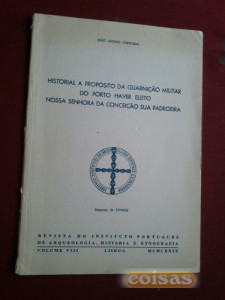 HISTORIAL A PROPÓSITO DA GUARNIÇÃO MILITAR
DO PORTO HAVER ELEITO
NOSSA SENHORA DA CONCEIÇÃO SUA PADROEIRA
REVISTA DO INSTITUTO PORTUGUÊS
DE ARQUEOLOGIA, HISTÓRIA E ETNOGRAFIA
VOLUME VIII LISBOA MCMLXXIX
coisas